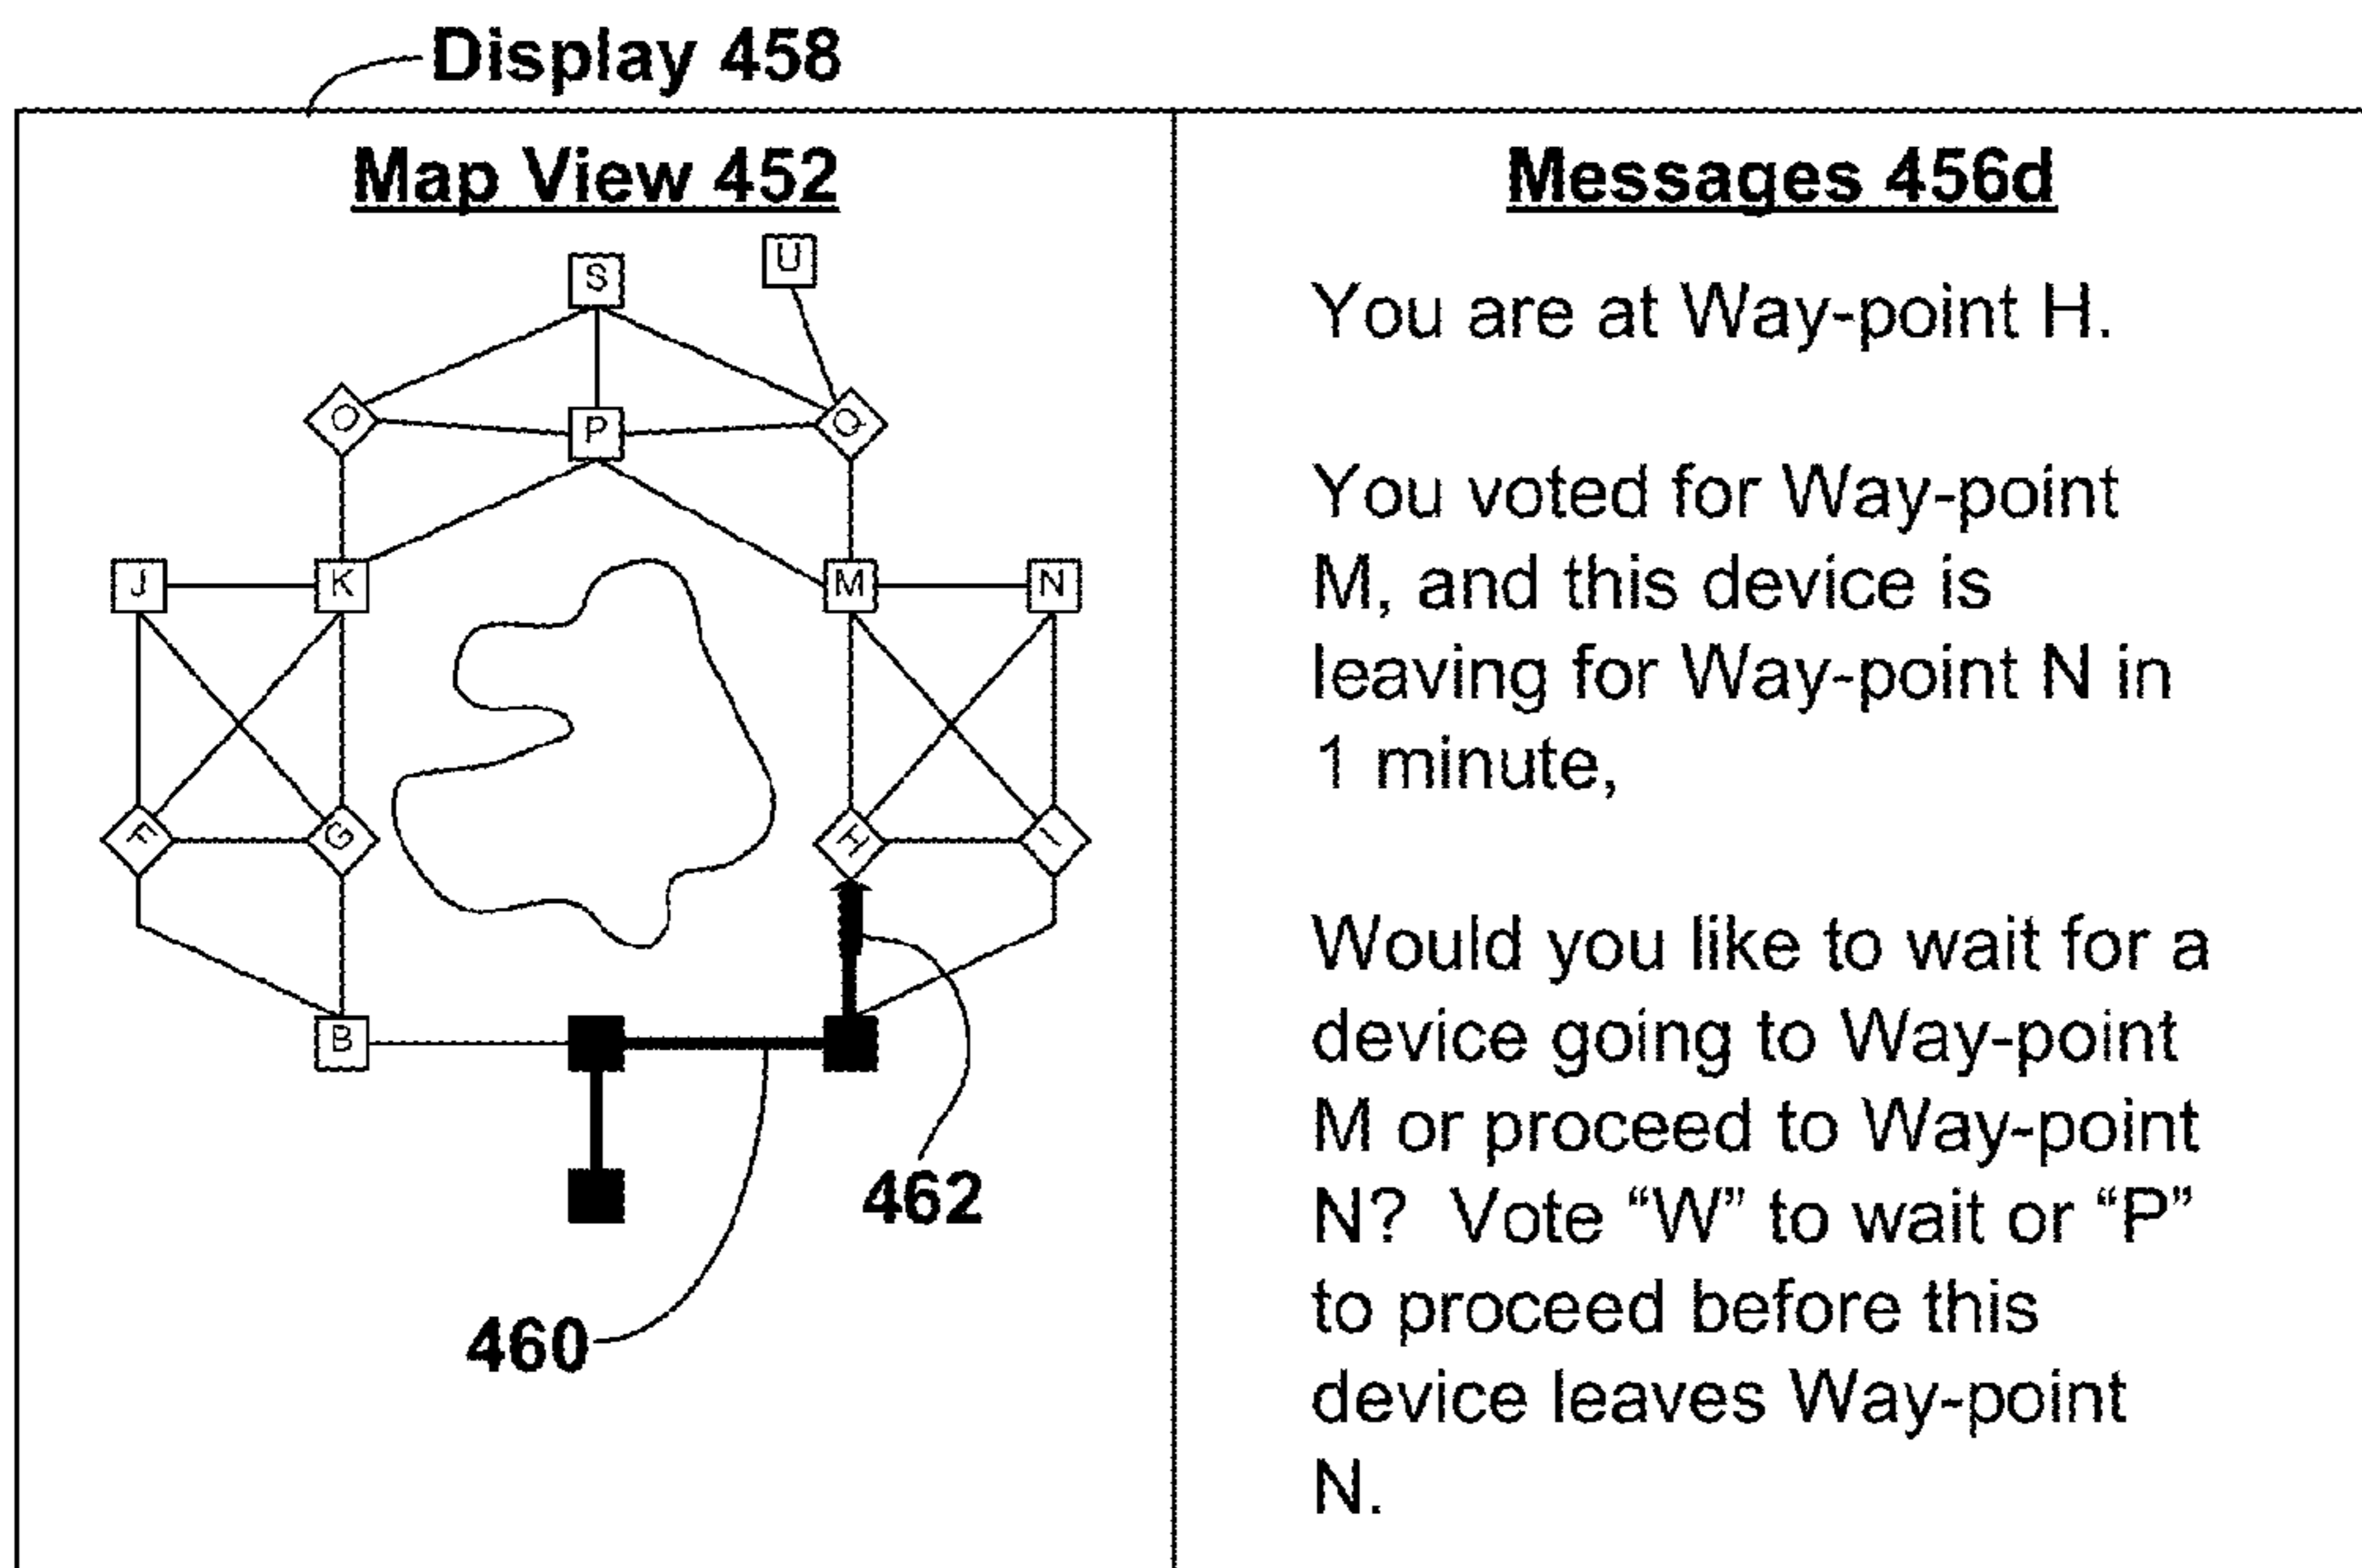 Display 458
Map View 452
S
U
O
P
Q
J
K
M
N
F
G
H
I
B
462
460
Messages 456d
You are at Way-point H.
You voted for Way-point
M, and this device is
leaving for Way-point N in
1 minute,
Would you like to wait for a
device going to Way-point
M or proceed to Way-point
N? Vote “W” to wait or “P”
to proceed before this
device leaves Way-point
N.